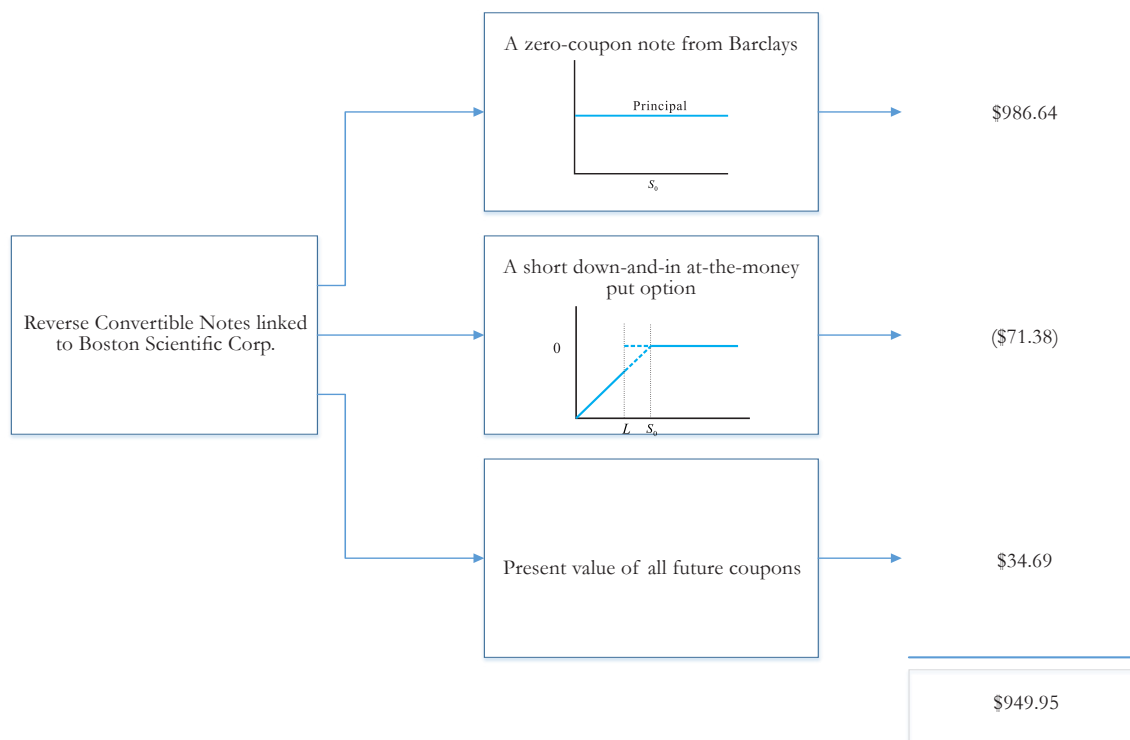 A zero-coupon note from Barclays
Principal
S₀
$986.64
Reverse Convertible Notes linked
to Boston Scientific Corp.
A short down-and-in at-the-money
put option
0
L S₀
($71.38)
Present value of all future coupons
$34.69
$949.95